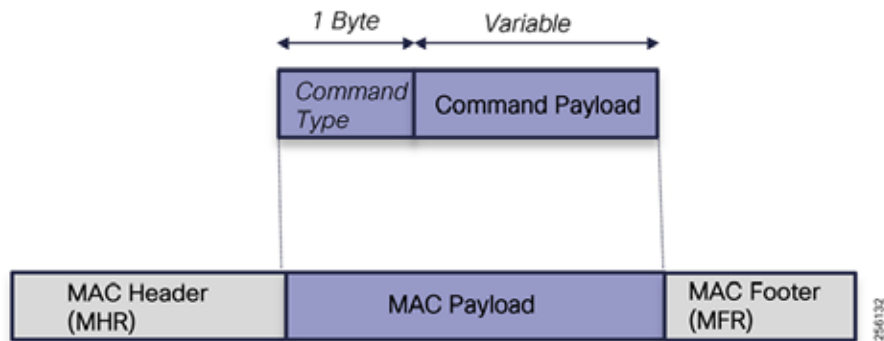 1 Byte
Variable
Command
Type
Command Payload
MAC Header
(MHR)
MAC Payload
MAC Footer
(MFR)
256132